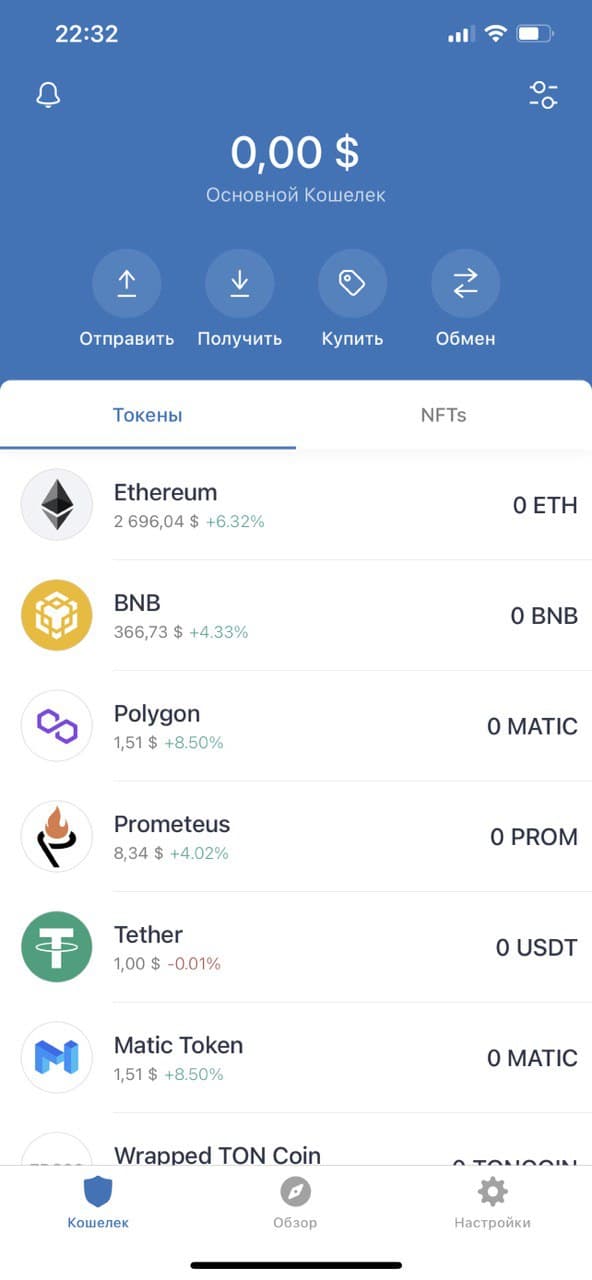 22:32
0,00 $
Основной Кошелек
Отправить Получить Купить Обмен
Токены NFTs
Ethereum
2 696,04 $ +6.32%
0 ETH
BNB
366,73 $ +4.33%
0 BNB
Polygon
1,51 $ +8.50%
0 MATIC
Prometeus
8,34 $ +4.02%
0 PROM
Tether
1,00 $ -0.01%
0 USDT
Matic Token
1,51 $ +8.50%
0 MATIC
Wrapped TON Coin
0 TONCOIN
Кошелек Обзор Настройки